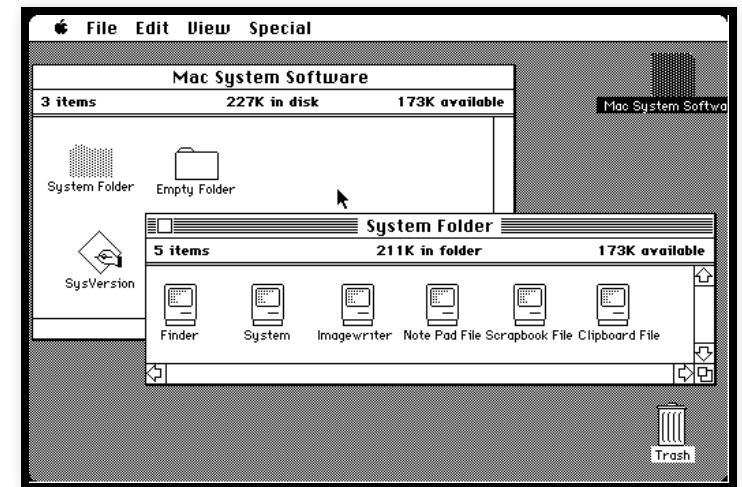 File Edit View Special
Mac System Software
3 items 227K in disk 173K available
Mac System Softwa
System Folder Empty Folder
SysVersion
System Folder
5 items 211K in folder 173K available
Finder System Imagewriter Note Pad File Scrapbook File Clipboard File
Trash